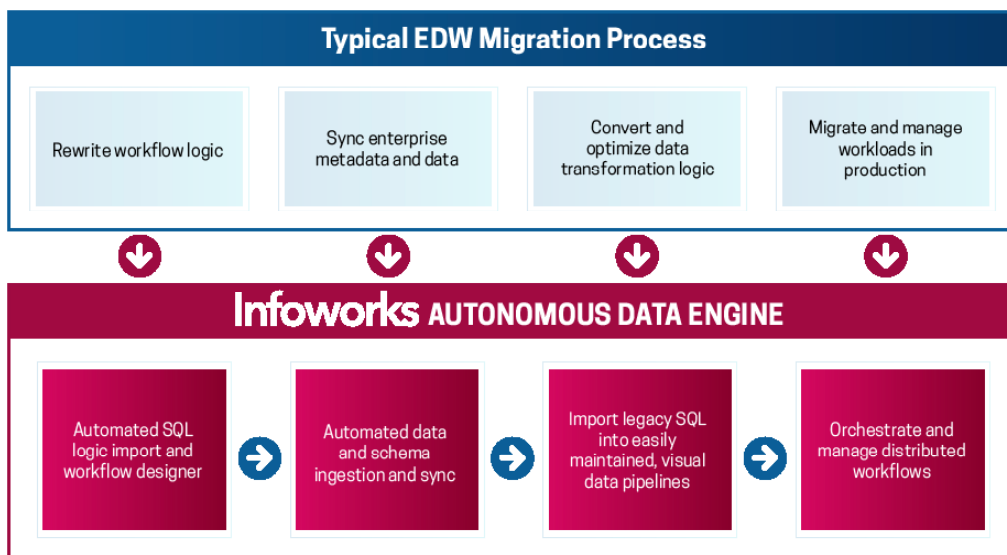 Typical EDW Migration Process
Rewrite workflow logic
Sync enterprise
metadata and data
Convert and
optimize data
transformation logic
Migrate and manage
workloads in
production
Infoworks AUTONOMOUS DATA ENGINE
Automated SQL
logic import and
workflow designer
Automated data
and schema
ingestion and sync
Import legacy SQL
into easily
maintained, visual
data pipelines
Orchestrate and
manage distributed
workflows